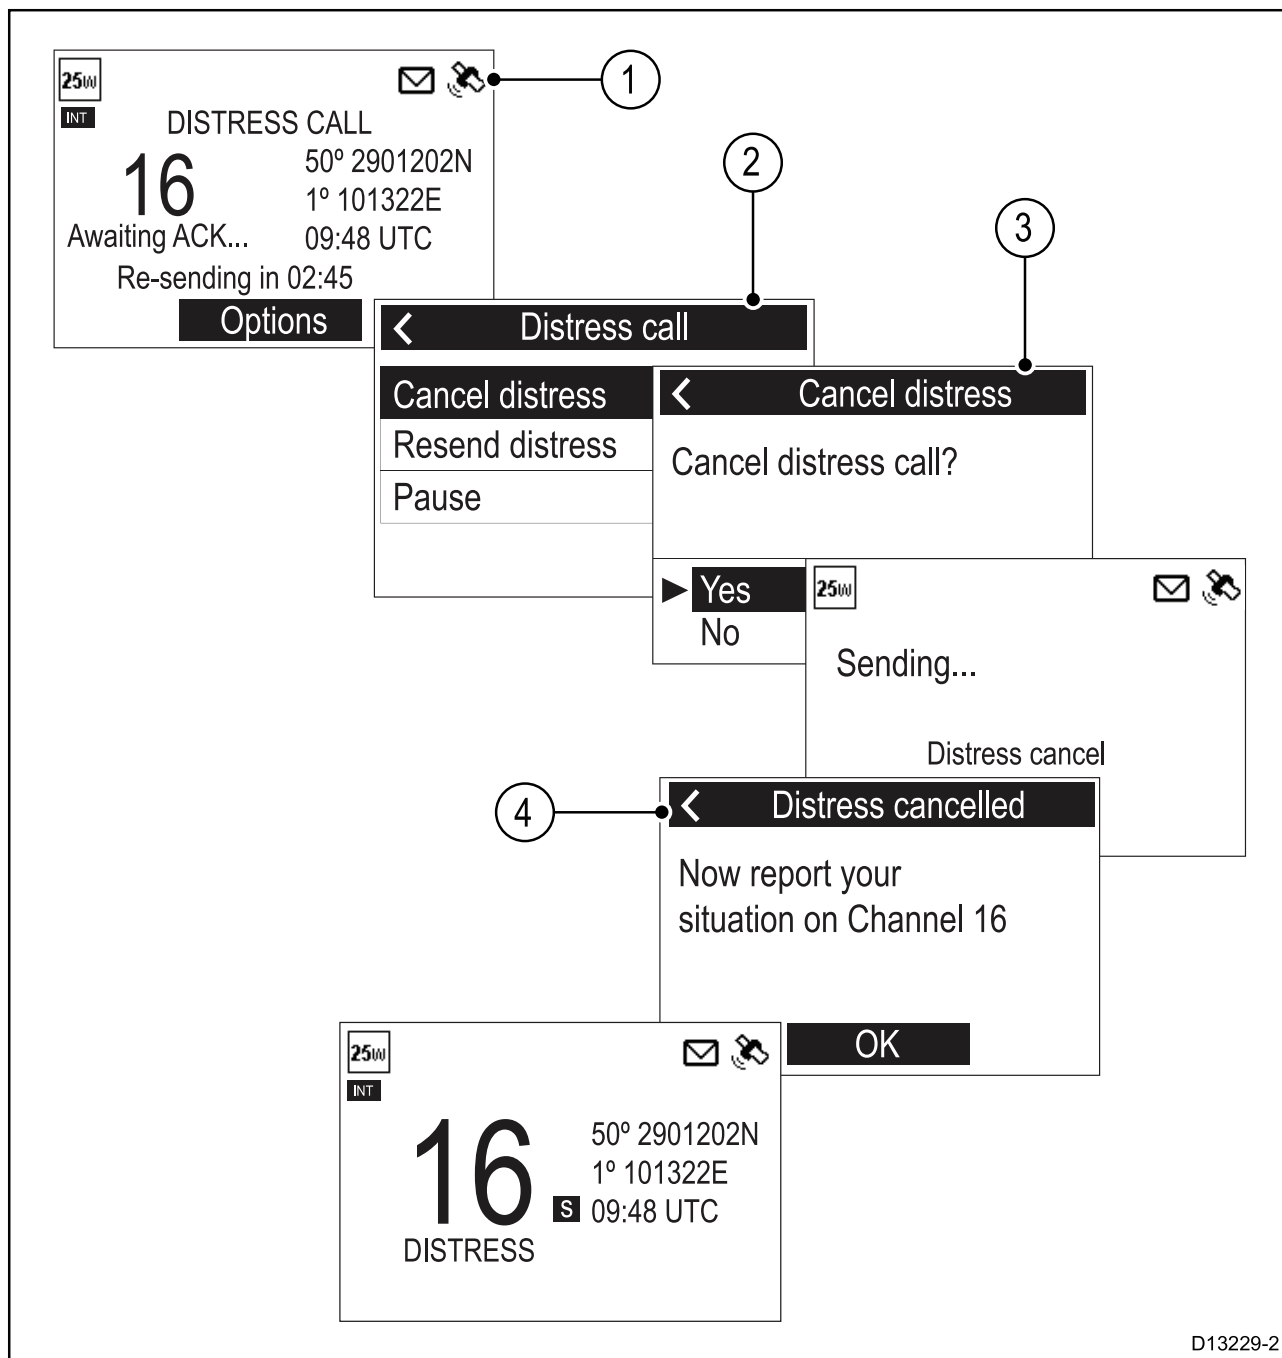 25W
INT
1
DISTRESS CALL
16
50º 2901202N
1º 101322E
Awaiting ACK...
09:48 UTC
Re-sending in 02:45
Options
2
< Distress call
Cancel distress
Resend distress
Pause
3
< Cancel distress
Cancel distress call?
Yes
No
25W
Sending...
Distress cancel
4
< Distress cancelled
Now report your
situation on Channel 16
OK
25W
INT
16
50º 2901202N
1º 101322E
S 09:48 UTC
DISTRESS
D13229-2